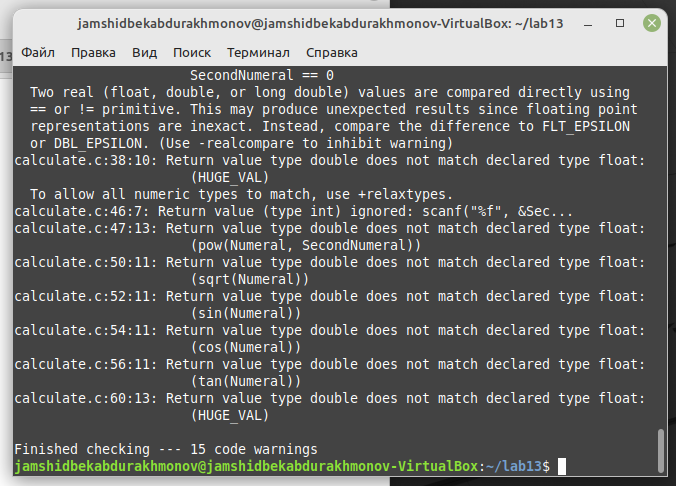 jamshidbekabdurakhmonov@jamshidbekabdurakhmonov-VirtualBox: ~/lab13
Файл Правка Вид Поиск Терминал Справка
SecondNumeral == 0
Two real (float, double, or long double) values are compared directly using
== or != primitive. This may produce unexpected results since floating point
representations are inexact. Instead, compare the difference to FLT_EPSILON
or DBL_EPSILON. (Use -realcompare to inhibit warning)
calculate.c:38:10: Return value type double does not match declared type float:
(HUGE_VAL)
To allow all numeric types to match, use +relaxtypes.
calculate.c:46:7: Return value (type int) ignored: scanf("%f", &Sec...
calculate.c:47:13: Return value type double does not match declared type float:
(pow(Numeral, SecondNumeral))
calculate.c:50:11: Return value type double does not match declared type float:
(sqrt(Numeral))
calculate.c:52:11: Return value type double does not match declared type float:
(sin(Numeral))
calculate.c:54:11: Return value type double does not match declared type float:
(cos(Numeral))
calculate.c:56:11: Return value type double does not match declared type float:
(tan(Numeral))
calculate.c:60:13: Return value type double does not match declared type float:
(HUGE_VAL)
Finished checking --- 15 code warnings
jamshidbekabdurakhmonov@jamshidbekabdurakhmonov-VirtualBox:~/lab13$